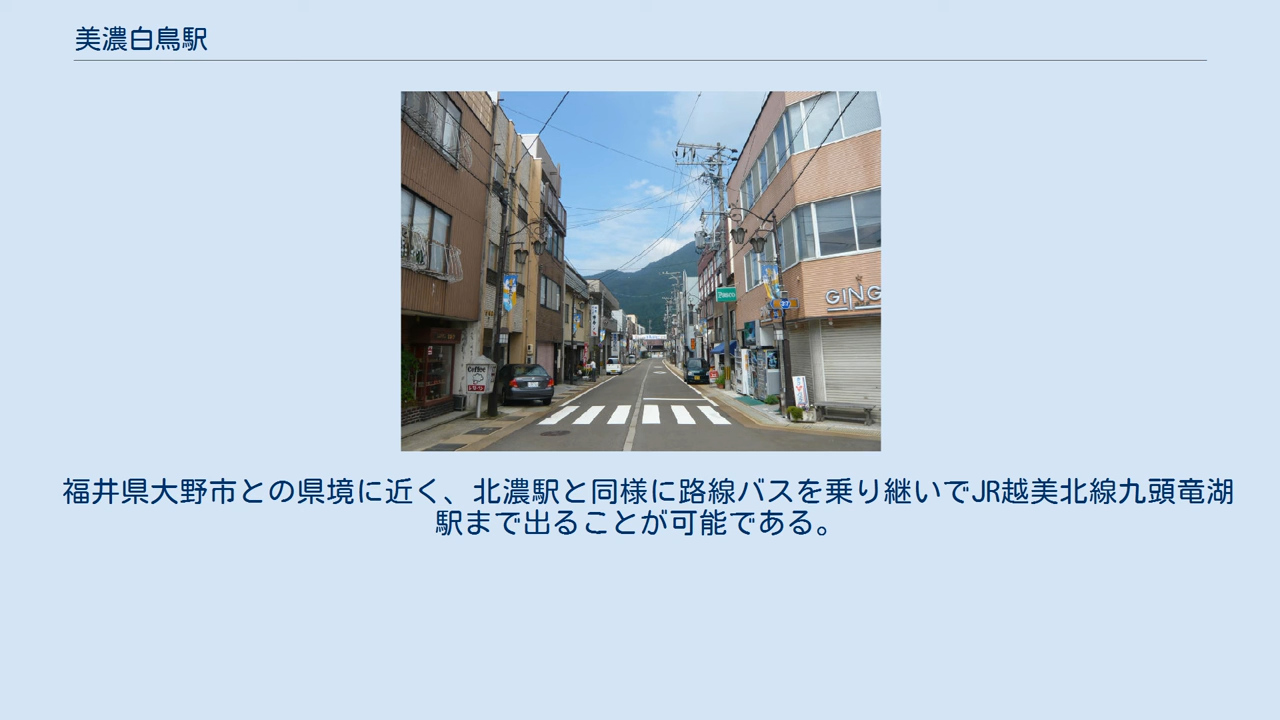 美濃白鳥駅
GING
Pasco
Coffee
福井県大野市との県境に近く、北濃駅と同様に路線バスを乗り継いでJR越美北線九頭竜湖
駅まで出ることが可能である。